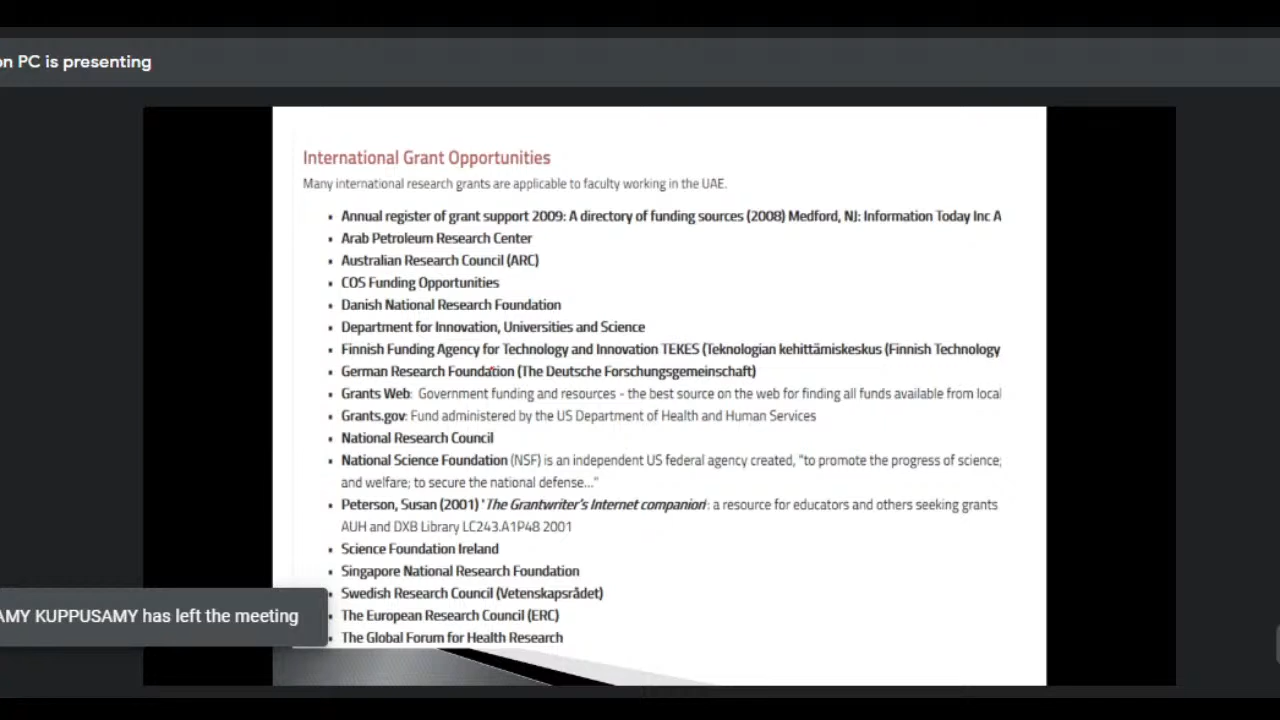 on PC is presenting
International Grant Opportunities
Many international research grants are applicable to faculty working in the UAE.
• Annual register of grant support 2009: A directory of funding sources (2008) Medford, NJ: Information Today Inc A
• Arab Petroleum Research Center
• Australian Research Council (ARC)
• COS Funding Opportunities
• Danish National Research Foundation
• Department for Innovation, Universities and Science
• Finnish Funding Agency for Technology and Innovation TEKES (Teknologian kehittämiskeskus (Finnish Technology
• German Research Foundation (The Deutsche Forschungsgemeinschaft)
• Grants Web: Government funding and resources - the best source on the web for finding all funds available from local
• Grants.gov: Fund administered by the US Department of Health and Human Services
• National Research Council
• National Science Foundation (NSF) is an independent US federal agency created, "to promote the progress of science;
and welfare; to secure the national defense..."
• Peterson, Susan (2001) 'The Grantwriter's Internet companion': a resource for educators and others seeking grants
AUH and DXB Library LC243.A1P48 2001
• Science Foundation Ireland
• Singapore National Research Foundation
• Swedish Research Council (Vetenskapsrådet)
• The European Research Council (ERC)
• The Global Forum for Health Research
AMY KUPPUSAMY has left the meeting